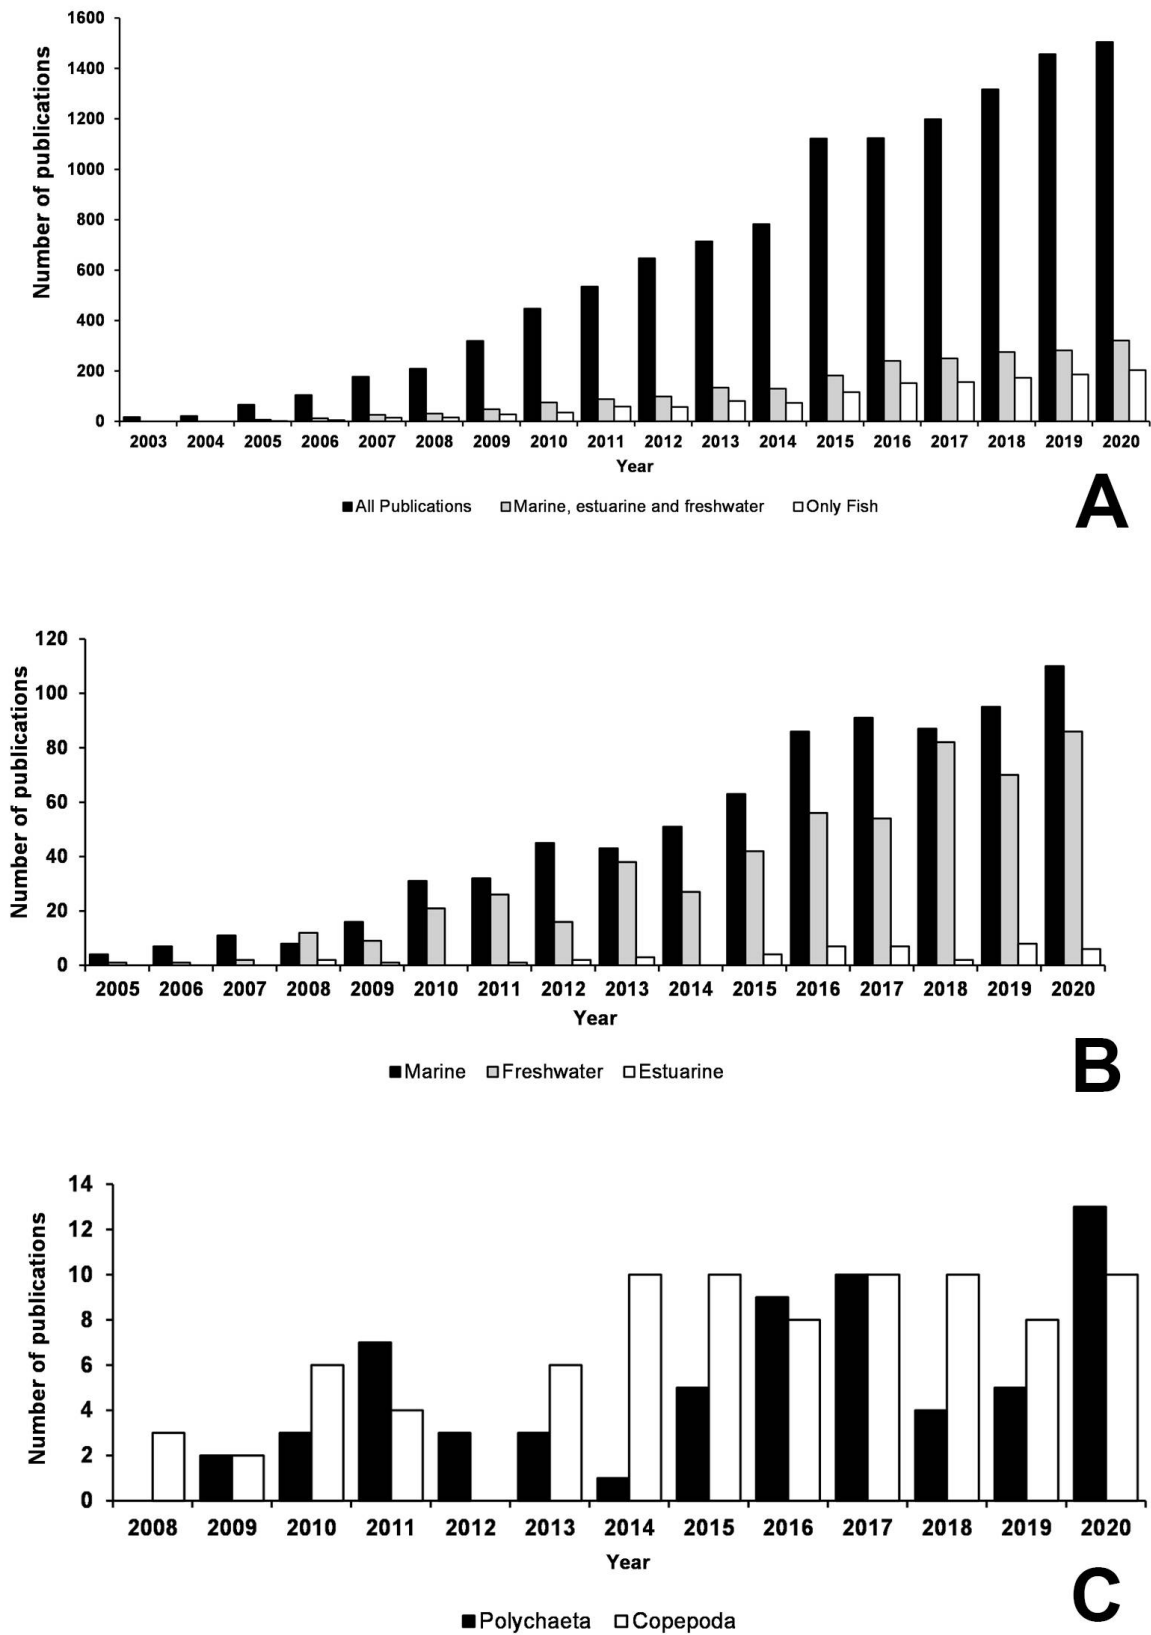 1600
1400
1200
1000
800
600
400
200
0
Number of publications
2003 2004 2005 2006 2007 2008 2009 2010 2011 2012 2013 2014 2015 2016 2017 2018 2019 2020
Year
All Publications Marine, estuarine and freshwater Only Fish
A
120
100
80
60
40
20
0
Number of publications
2005 2006 2007 2008 2009 2010 2011 2012 2013 2014 2015 2016 2017 2018 2019 2020
Year
Marine Freshwater Estuarine
B
14
12
10
8
6
4
2
0
Number of publications
2008 2009 2010 2011 2012 2013 2014 2015 2016 2017 2018 2019 2020
Year
Polychaeta Copepoda
C